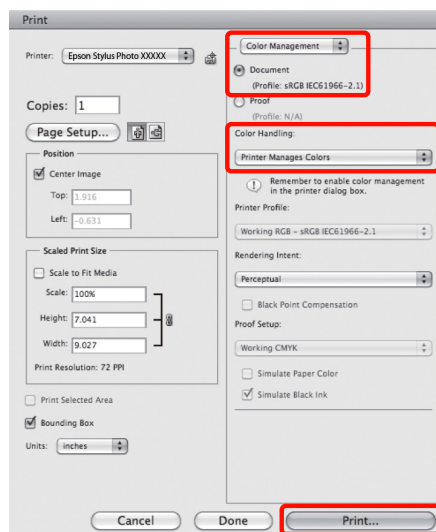 Print
Printer: Epson Stylus Photo XXXXX
Copies: 1
Page Setup...
Position
Center Image
Top: 1.916
Left: -0.631
Scaled Print Size
Scale to Fit Media
Scale: 100%
Height: 7.041
Width: 9.027
Print Resolution: 72 PPI
Print Selected Area
Bounding Box
Units: inches
Color Management
Document
(Profile: sRGB IEC61966-2.1)
Proof
(Profile: N/A)
Color Handling:
Printer Manages Colors
Remember to enable color management
in the printer dialog box.
Printer Profile:
Working RGB - sRGB IEC61966-2.1
Rendering Intent:
Perceptual
Black Point Compensation
Proof Setup:
Working CMYK
Simulate Paper Color
Simulate Black Ink
Cancel
Done
Print...